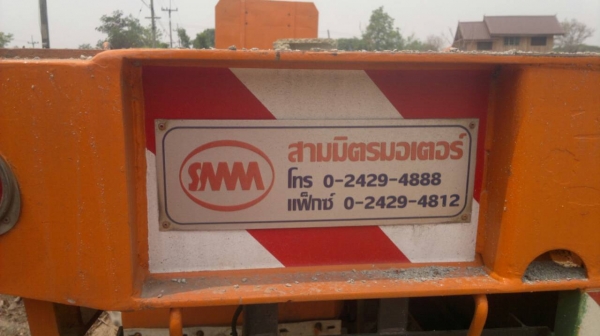 SMM
สามมิตรมอเตอร์
โทร 0-2429-4888
แฟ็กซ์ 0-2429-4812